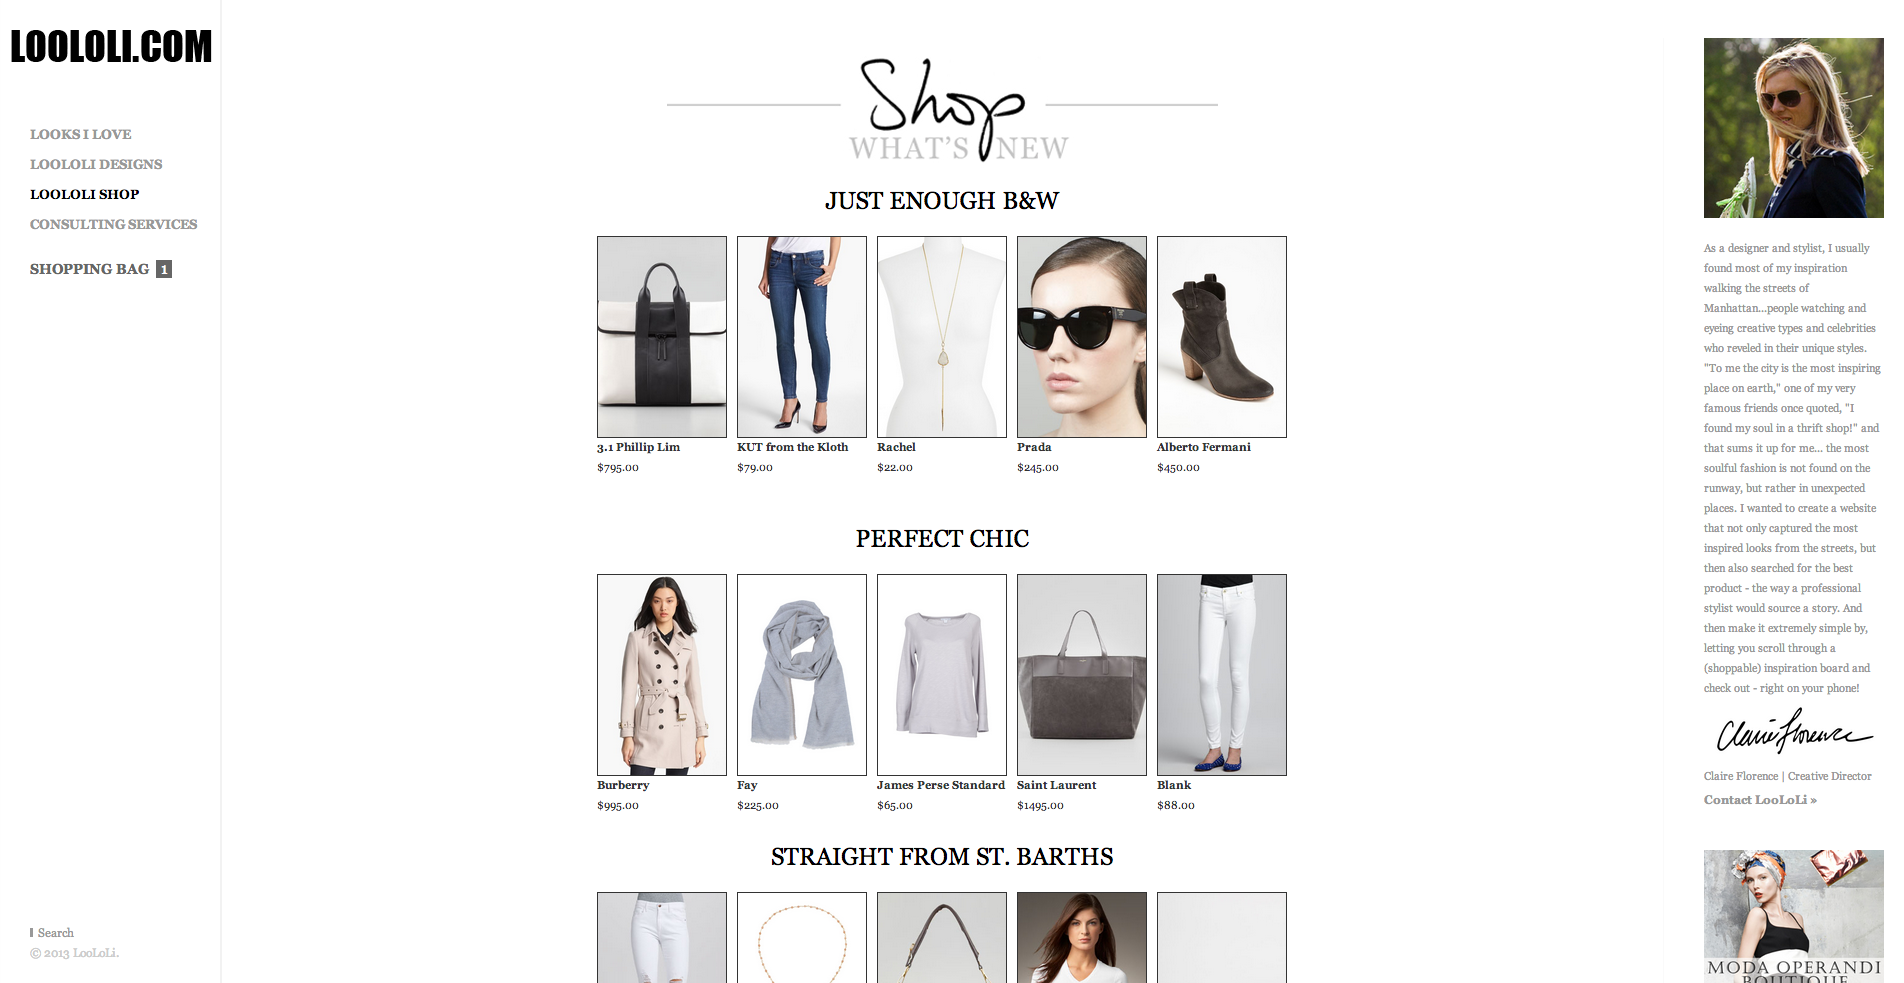 LOOLOLI.COM
LOOKS I LOVE
LOOLOLI DESIGNS
LOOLOLI SHOP
CONSULTING SERVICES
SHOPPING BAG 1
Search
© 2013 LooLoLi.
Shop
WHAT'S NEW
JUST ENOUGH B&W
3.1 Phillip Lim
$795.00
KUT from the Kloth
$79.00
Rachel
$22.00
Prada
$245.00
Alberto Fermani
$450.00
PERFECT CHIC
Burberry
$995.00
Fay
$225.00
James Perse Standard
$65.00
Saint Laurent
$1495.00
Blank
$88.00
STRAIGHT FROM ST. BARTHS
As a designer and stylist, I usually
found most of my inspiration
walking the streets of
Manhattan...people watching and
eyeing creative types and celebrities
who reveled in their unique styles.
"To me the city is the most inspiring
place on earth," one of my very
famous friends once quoted, "I
found my soul in a thrift shop!" and
that sums it up for me... the most
soulful fashion is not found on the
runway, but rather in unexpected
places. I wanted to create a website
that not only captured the most
inspired looks from the streets, but
then also searched for the best
product - the way a professional
stylist would source a story. And
then make it extremely simple by,
letting you scroll through a
(shoppable) inspiration board and
check out - right on your phone!
Claire Florence
Claire Florence | Creative Director
Contact LooLoLi »
MODA OPERANDI
BOUTIQUE